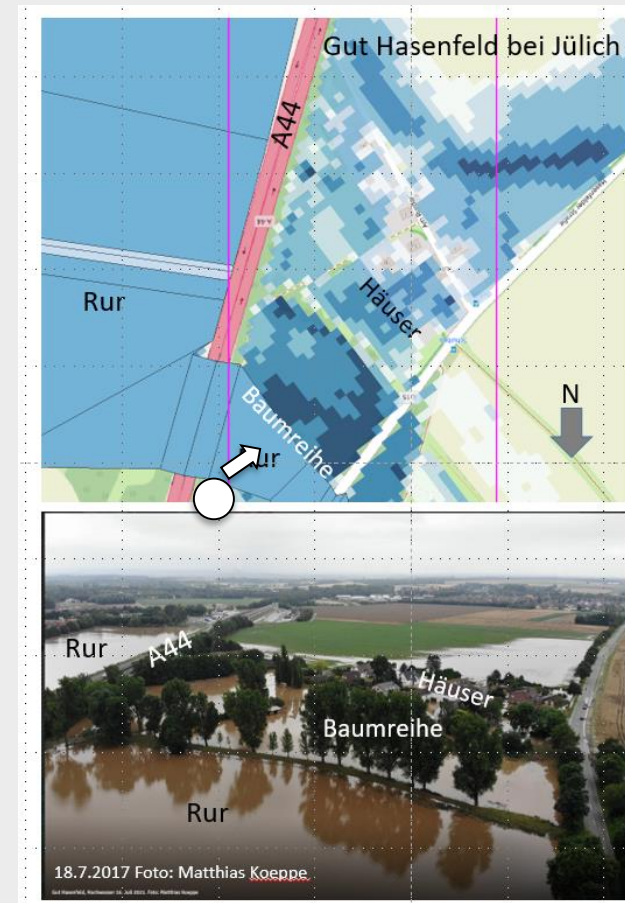 Gut Hasenfeld bei Jülich
A44
A 44
Häuser
Rur
N
Baumreihe
Rur
Rur
A44
Häuser
Baumreihe
Rur
18.7.2017 Foto: Matthias Koeppe